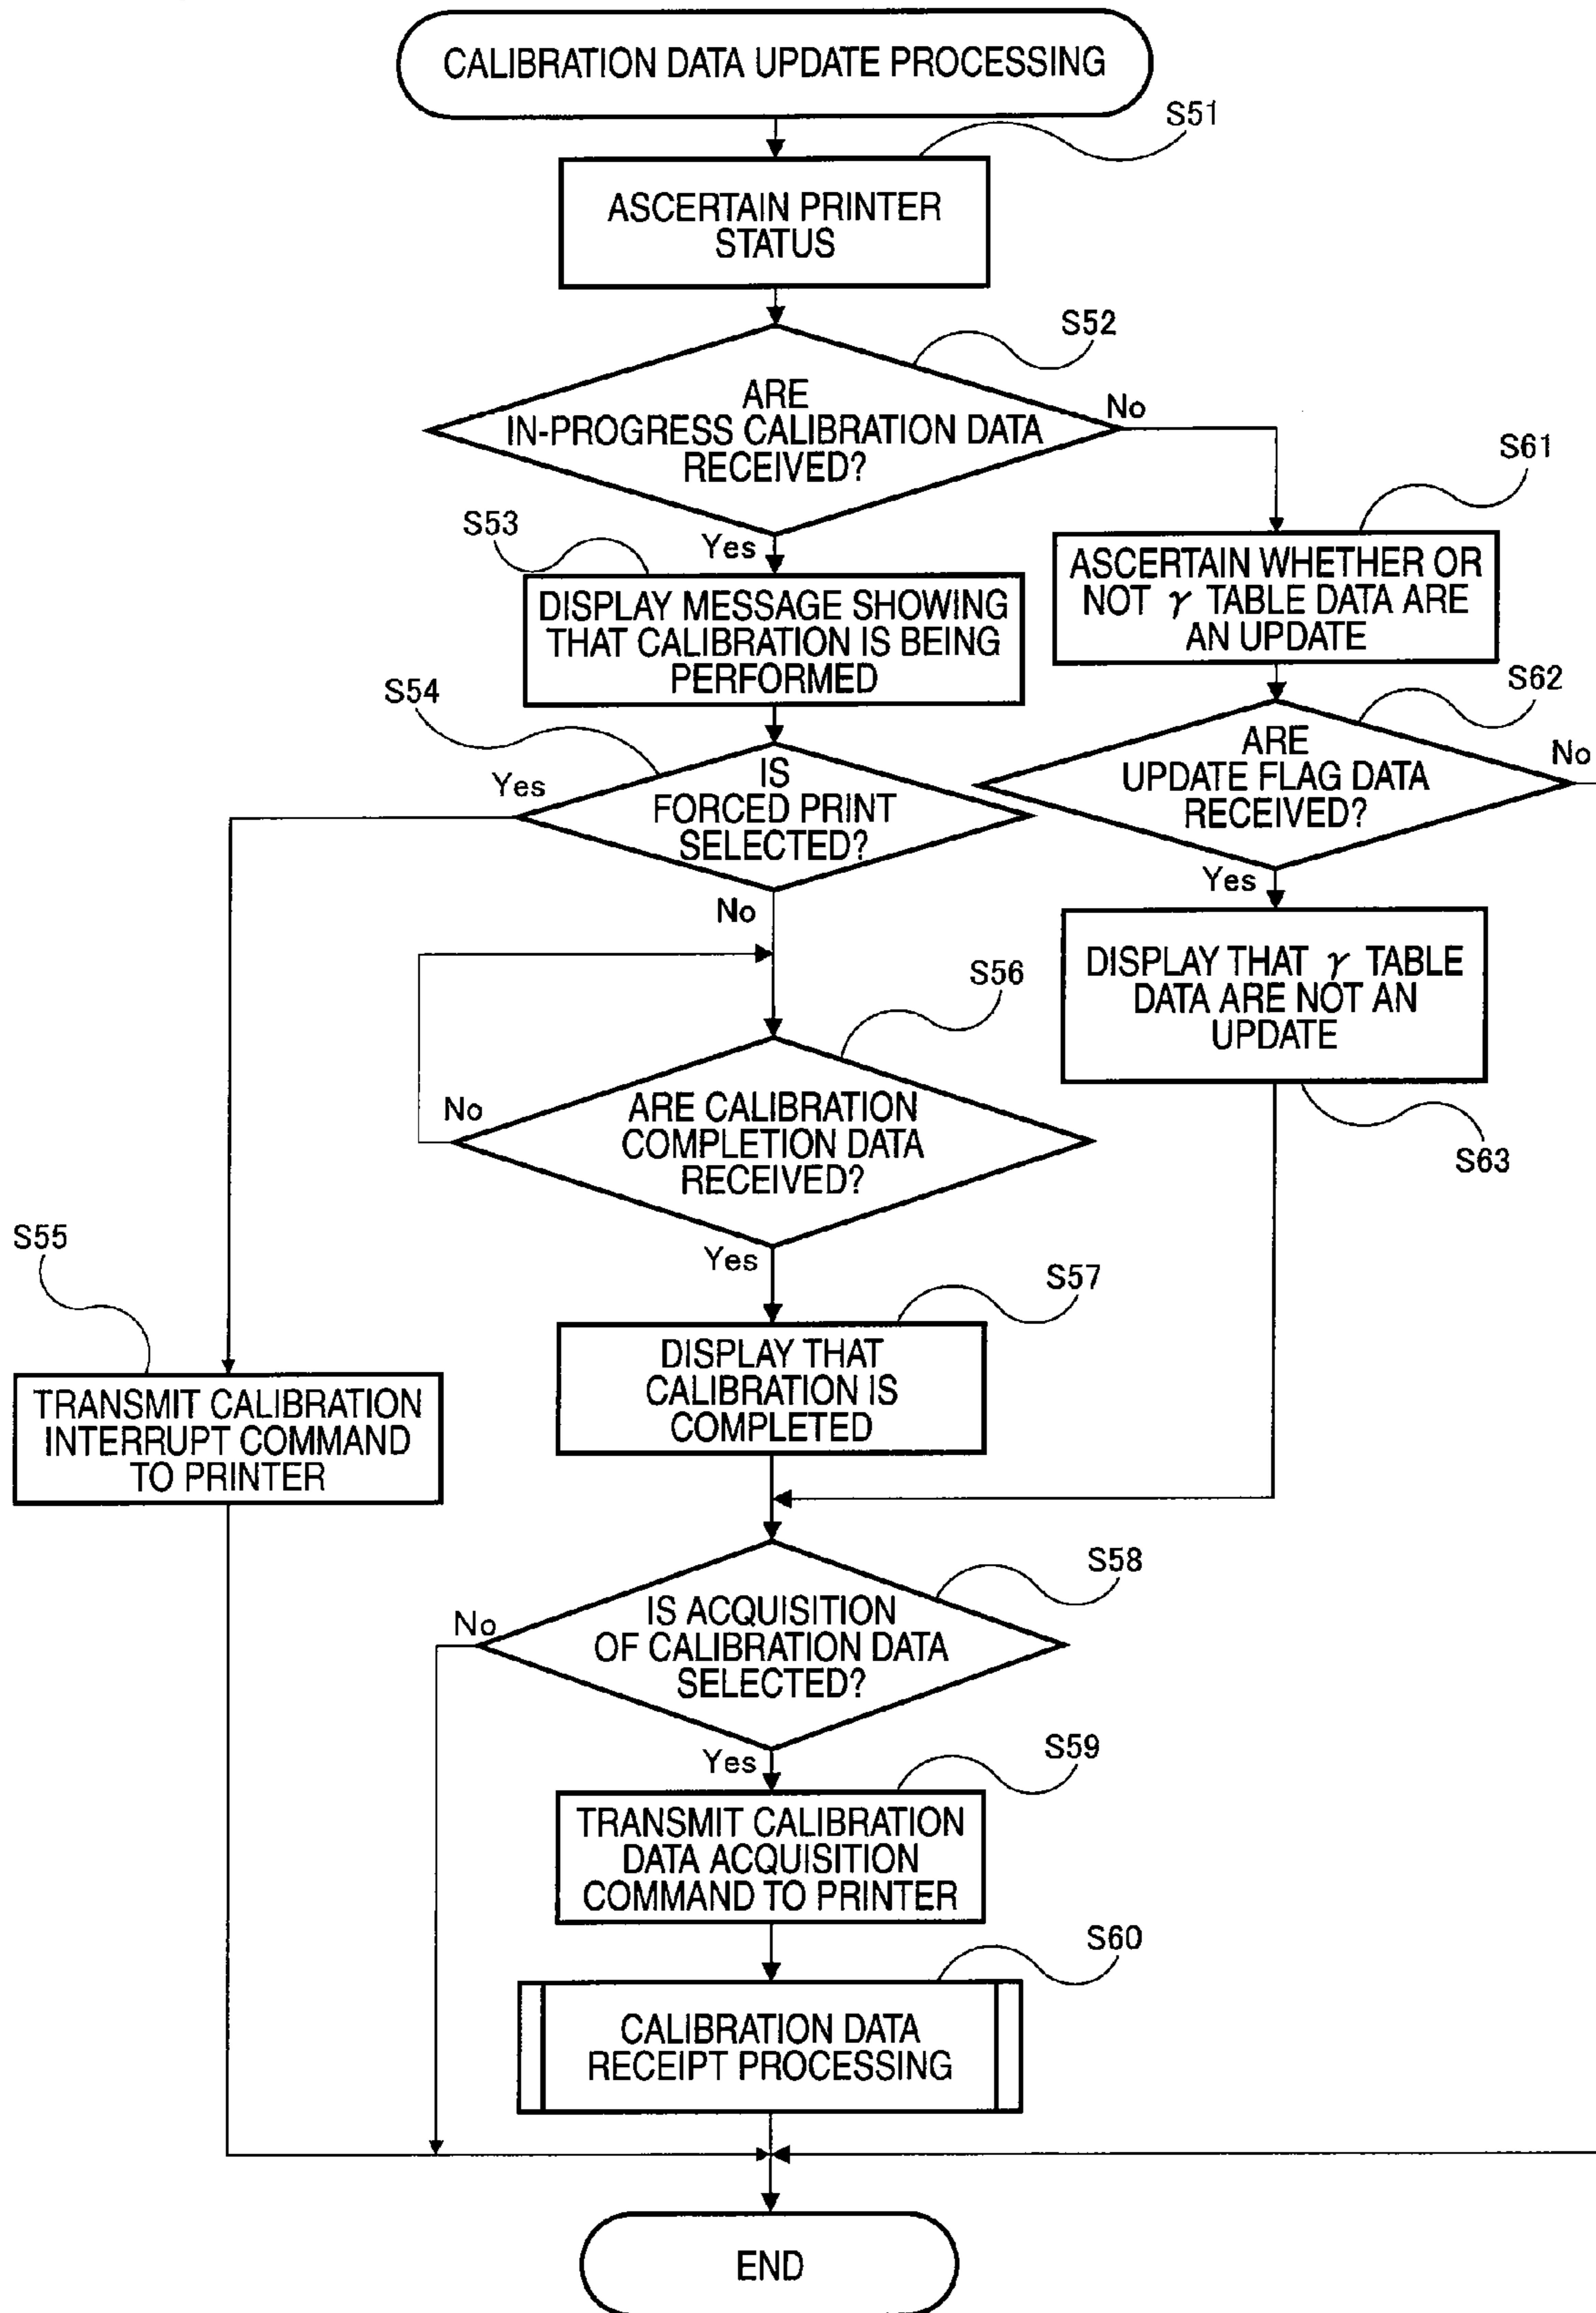 CALIBRATION DATA UPDATE PROCESSING
S51
ASCERTAIN PRINTER
STATUS
S52
ARE
IN-PROGRESS CALIBRATION DATA
RECEIVED?
No
Yes
S53
DISPLAY MESSAGE SHOWING
THAT CALIBRATION IS BEING
PERFORMED
S61
ASCERTAIN WHETHER OR
NOT γ TABLE DATA ARE
AN UPDATE
S54
IS
FORCED PRINT
SELECTED?
Yes
No
S62
ARE
UPDATE FLAG DATA
RECEIVED?
No
Yes
DISPLAY THAT γ TABLE
DATA ARE NOT AN
UPDATE
S63
S56
ARE CALIBRATION
COMPLETION DATA
RECEIVED?
No
Yes
S55
TRANSMIT CALIBRATION
INTERRUPT COMMAND
TO PRINTER
S57
DISPLAY THAT
CALIBRATION IS
COMPLETED
S58
IS ACQUISITION
OF CALIBRATION DATA
SELECTED?
No
Yes
S59
TRANSMIT CALIBRATION
DATA ACQUISITION
COMMAND TO PRINTER
S60
CALIBRATION DATA
RECEIPT PROCESSING
END